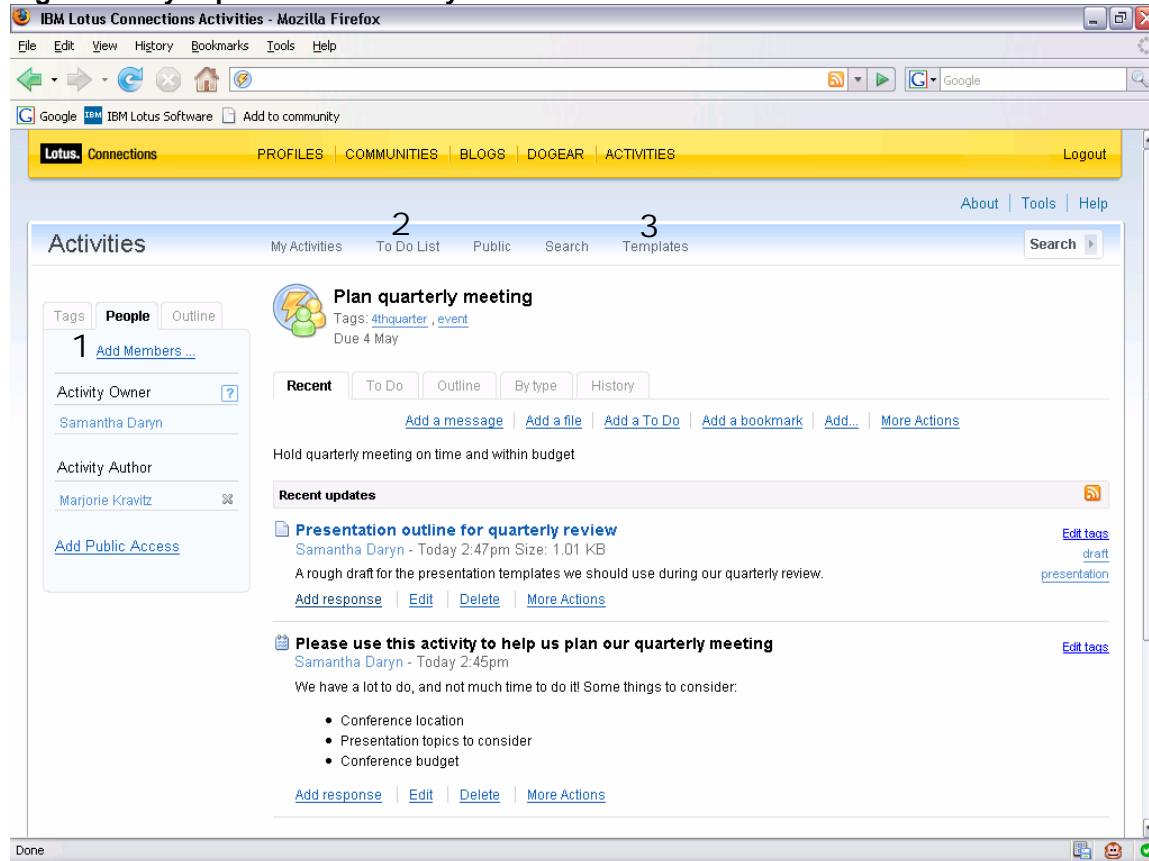 IBM Lotus Connections Activities - Mozilla Firefox
File Edit View History Bookmarks Tools Help
Google
Google IBM IBM Lotus Software Add to community
Lotus. Connections PROFILES COMMUNITIES BLOGS DOGEAR ACTIVITIES Logout
About Tools Help
2 3
Activities My Activities To Do List Public Search Templates Search
Plan quarterly meeting
Tags: 4thquarter , event
Due 4 May
Tags People Outline
1 Add Members ...
Activity Owner ?
Samantha Daryn
Activity Author
Marjorie Kravitz
Add Public Access
Recent To Do Outline By type History
Add a message Add a file Add a To Do Add a bookmark Add... More Actions
Hold quarterly meeting on time and within budget
Recent updates
Presentation outline for quarterly review Edit tags
Samantha Daryn - Today 2:47pm Size: 1.01 KB draft
A rough draft for the presentation templates we should use during our quarterly review. presentation
Add response Edit Delete More Actions
Please use this activity to help us plan our quarterly meeting Edit tags
Samantha Daryn - Today 2:45pm
We have a lot to do, and not much time to do it! Some things to consider:
• Conference location
• Presentation topics to consider
• Conference budget
Add response Edit Delete More Actions
Done